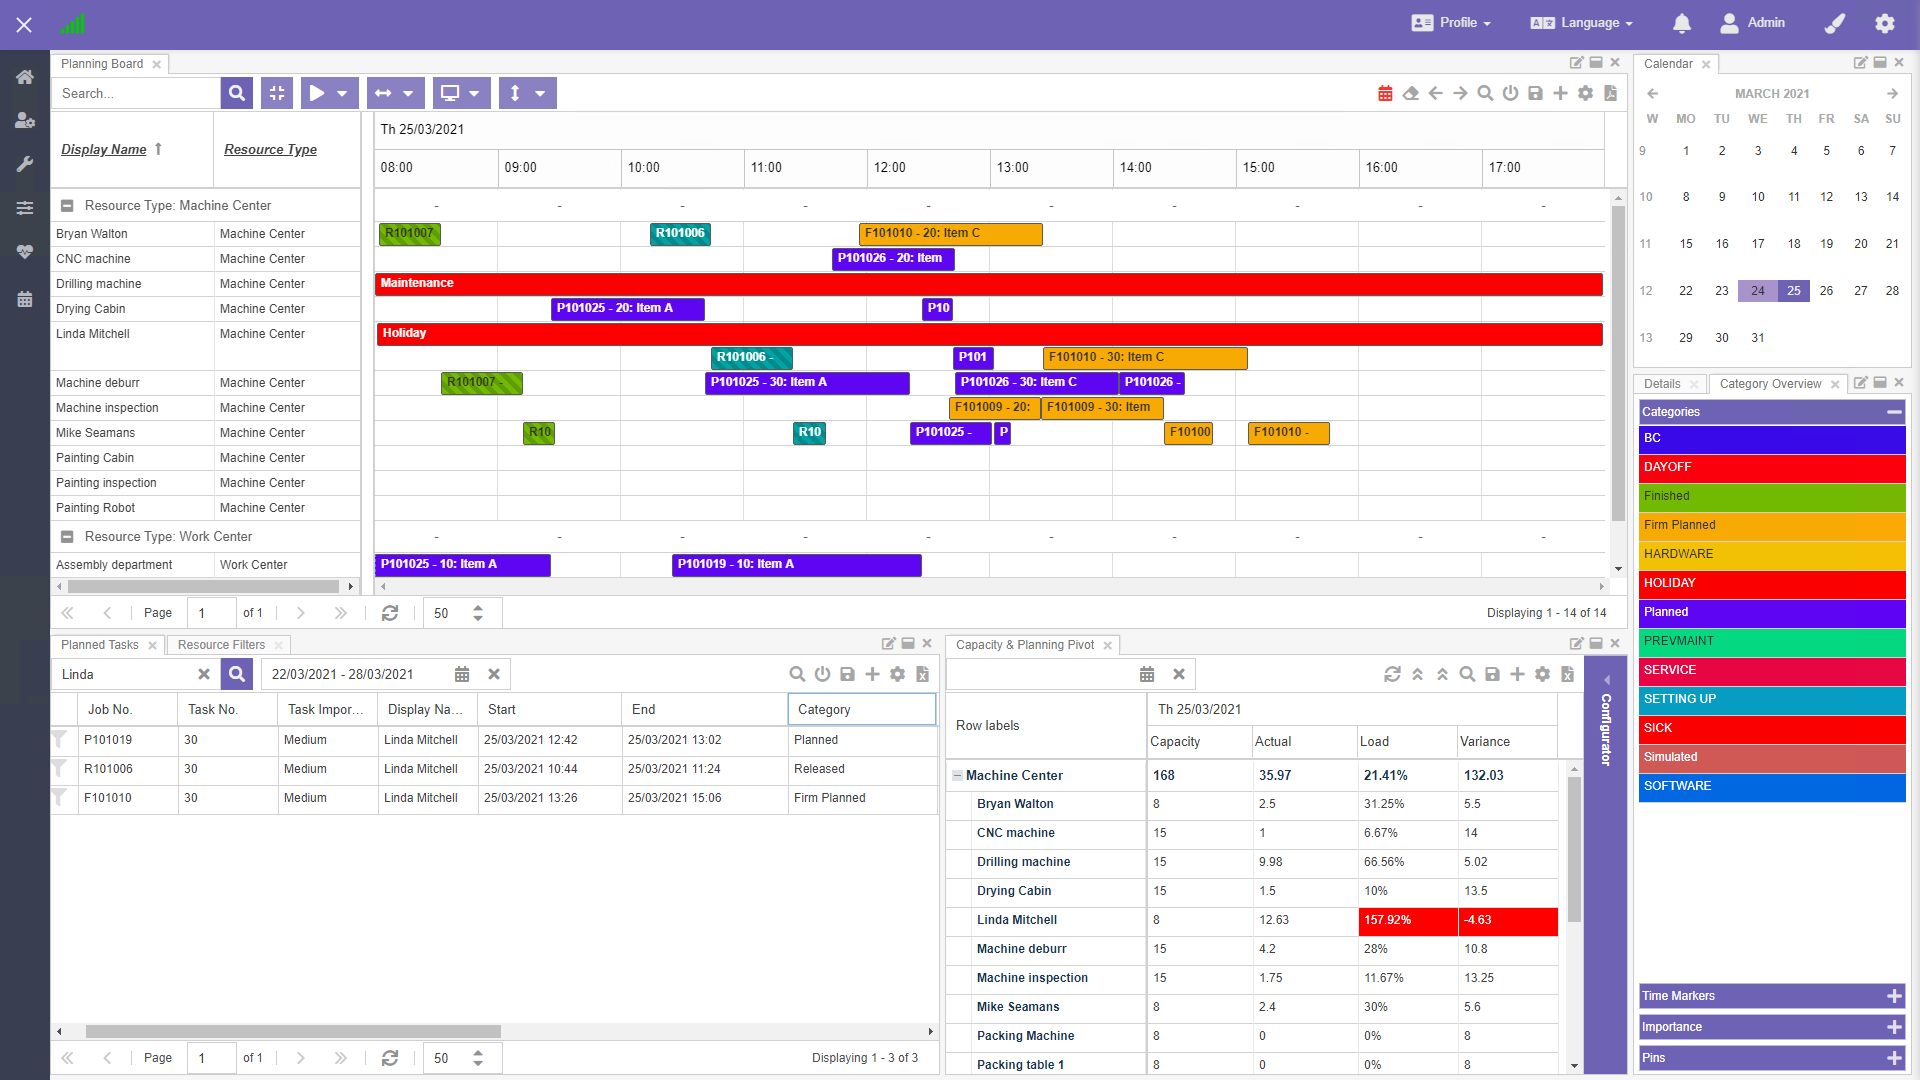 Profile
Language
Admin
Planning Board
Search...
Display Name
Resource Type
Th 25/03/2021
08:00 09:00 10:00 11:00 12:00 13:00 14:00 15:00 16:00 17:00
Resource Type: Machine Center - - - - - - - - - -
Bryan Walton Machine Center R101007 R101006 F101010 - 20: Item C
CNC machine Machine Center P101026 - 20: Item
Drilling machine Machine Center Maintenance
Drying Cabin Machine Center P101025 - 20: Item A P10
Linda Mitchell Machine Center Holiday
R101006 - P101 F101010 - 30: Item C
Machine deburr Machine Center R101007 - P101025 - 30: Item A P101026 - 30: Item C P101026 -
Machine inspection Machine Center F101009 - 20: F101009 - 30: Item
Mike Seamans Machine Center R10 R10 P101025 - P F10100 F101010 -
Painting Cabin Machine Center
Painting inspection Machine Center
Painting Robot Machine Center
Resource Type: Work Center - - - - - - - - - -
Assembly department Work Center P101025 - 10: Item A P101019 - 10: Item A
Page 1 of 1 50 Displaying 1 - 14 of 14
Planned Tasks
Resource Filters
Linda
22/03/2021 - 28/03/2021
Job No. Task No. Task Impor... Display Na... Start End Category
P101019 30 Medium Linda Mitchell 25/03/2021 12:42 25/03/2021 13:02 Planned
R101006 30 Medium Linda Mitchell 25/03/2021 10:44 25/03/2021 11:24 Released
F101010 30 Medium Linda Mitchell 25/03/2021 13:26 25/03/2021 15:06 Firm Planned
Page 1 of 1 50 Displaying 1 - 3 of 3
Capacity & Planning Pivot
Row labels
Th 25/03/2021
Capacity Actual Load Variance
Machine Center 168 35.97 21.41% 132.03
Bryan Walton 8 2.5 31.25% 5.5
CNC machine 15 1 6.67% 14
Drilling machine 15 9.98 66.56% 5.02
Drying Cabin 15 1.5 10% 13.5
Linda Mitchell 8 12.63 157.92% -4.63
Machine deburr 15 4.2 28% 10.8
Machine inspection 15 1.75 11.67% 13.25
Mike Seamans 8 2.4 30% 5.6
Packing Machine 8 0 0% 8
Packing table 1 8 0 0% 8
Configurator
Calendar
MARCH 2021
W MO TU WE TH FR SA SU
9 1 2 3 4 5 6 7
10 8 9 10 11 12 13 14
11 15 16 17 18 19 20 21
12 22 23 24 25 26 27 28
13 29 30 31
Details
Category Overview
Categories
BC
DAYOFF
Finished
Firm Planned
HARDWARE
HOLIDAY
Planned
PREVMAINT
SERVICE
SETTING UP
SICK
Simulated
SOFTWARE
Time Markers
Importance
Pins